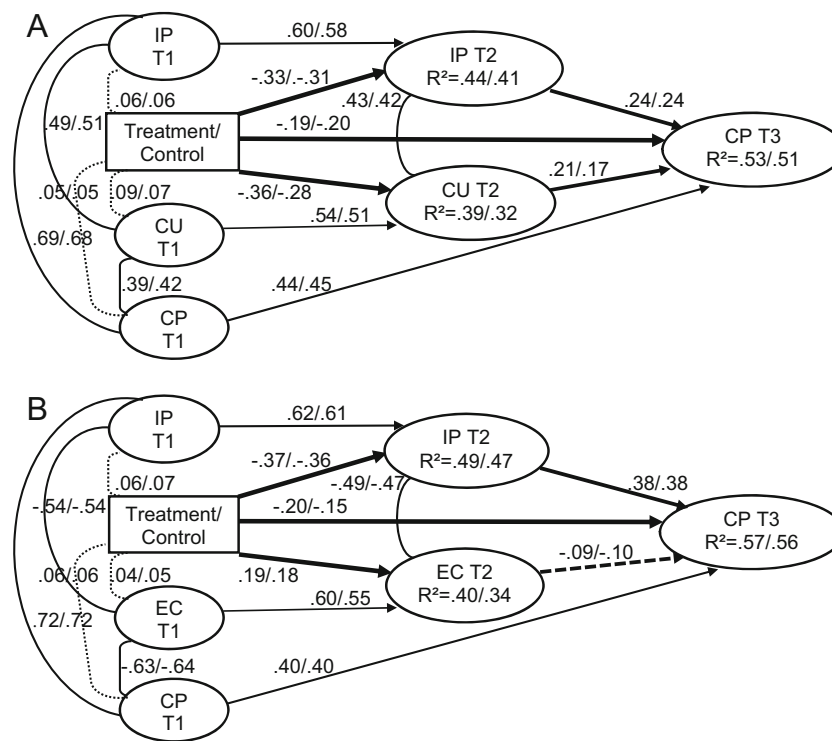 A
IP
T1
.60/.58
IP T2
R²=.44/.41
-.33/-.31
.06/.06
.43/.42
.24/.24
.49/.51
Treatment/
Control
-.19/-.20
CP T3
R²=.53/.51
.05/.05
.09/.07
-.36/-.28
CU T2
R²=.39/.32
.21/.17
CU
T1
.54/.51
.69/.68
.39/.42
.44/.45
CP
T1
B
IP
T1
.62/.61
IP T2
R²=.49/.47
-.37/-.36
.06/.07
-.49/-.47
.38/.38
-.54/-.54
Treatment/
Control
-.20/-.15
CP T3
R²=.57/.56
.06/.06
.04/.05
.19/.18
EC T2
R²=.40/.34
-.09/-.10
EC
T1
.60/.55
.72/.72
-.63/-.64
.40/.40
CP
T1